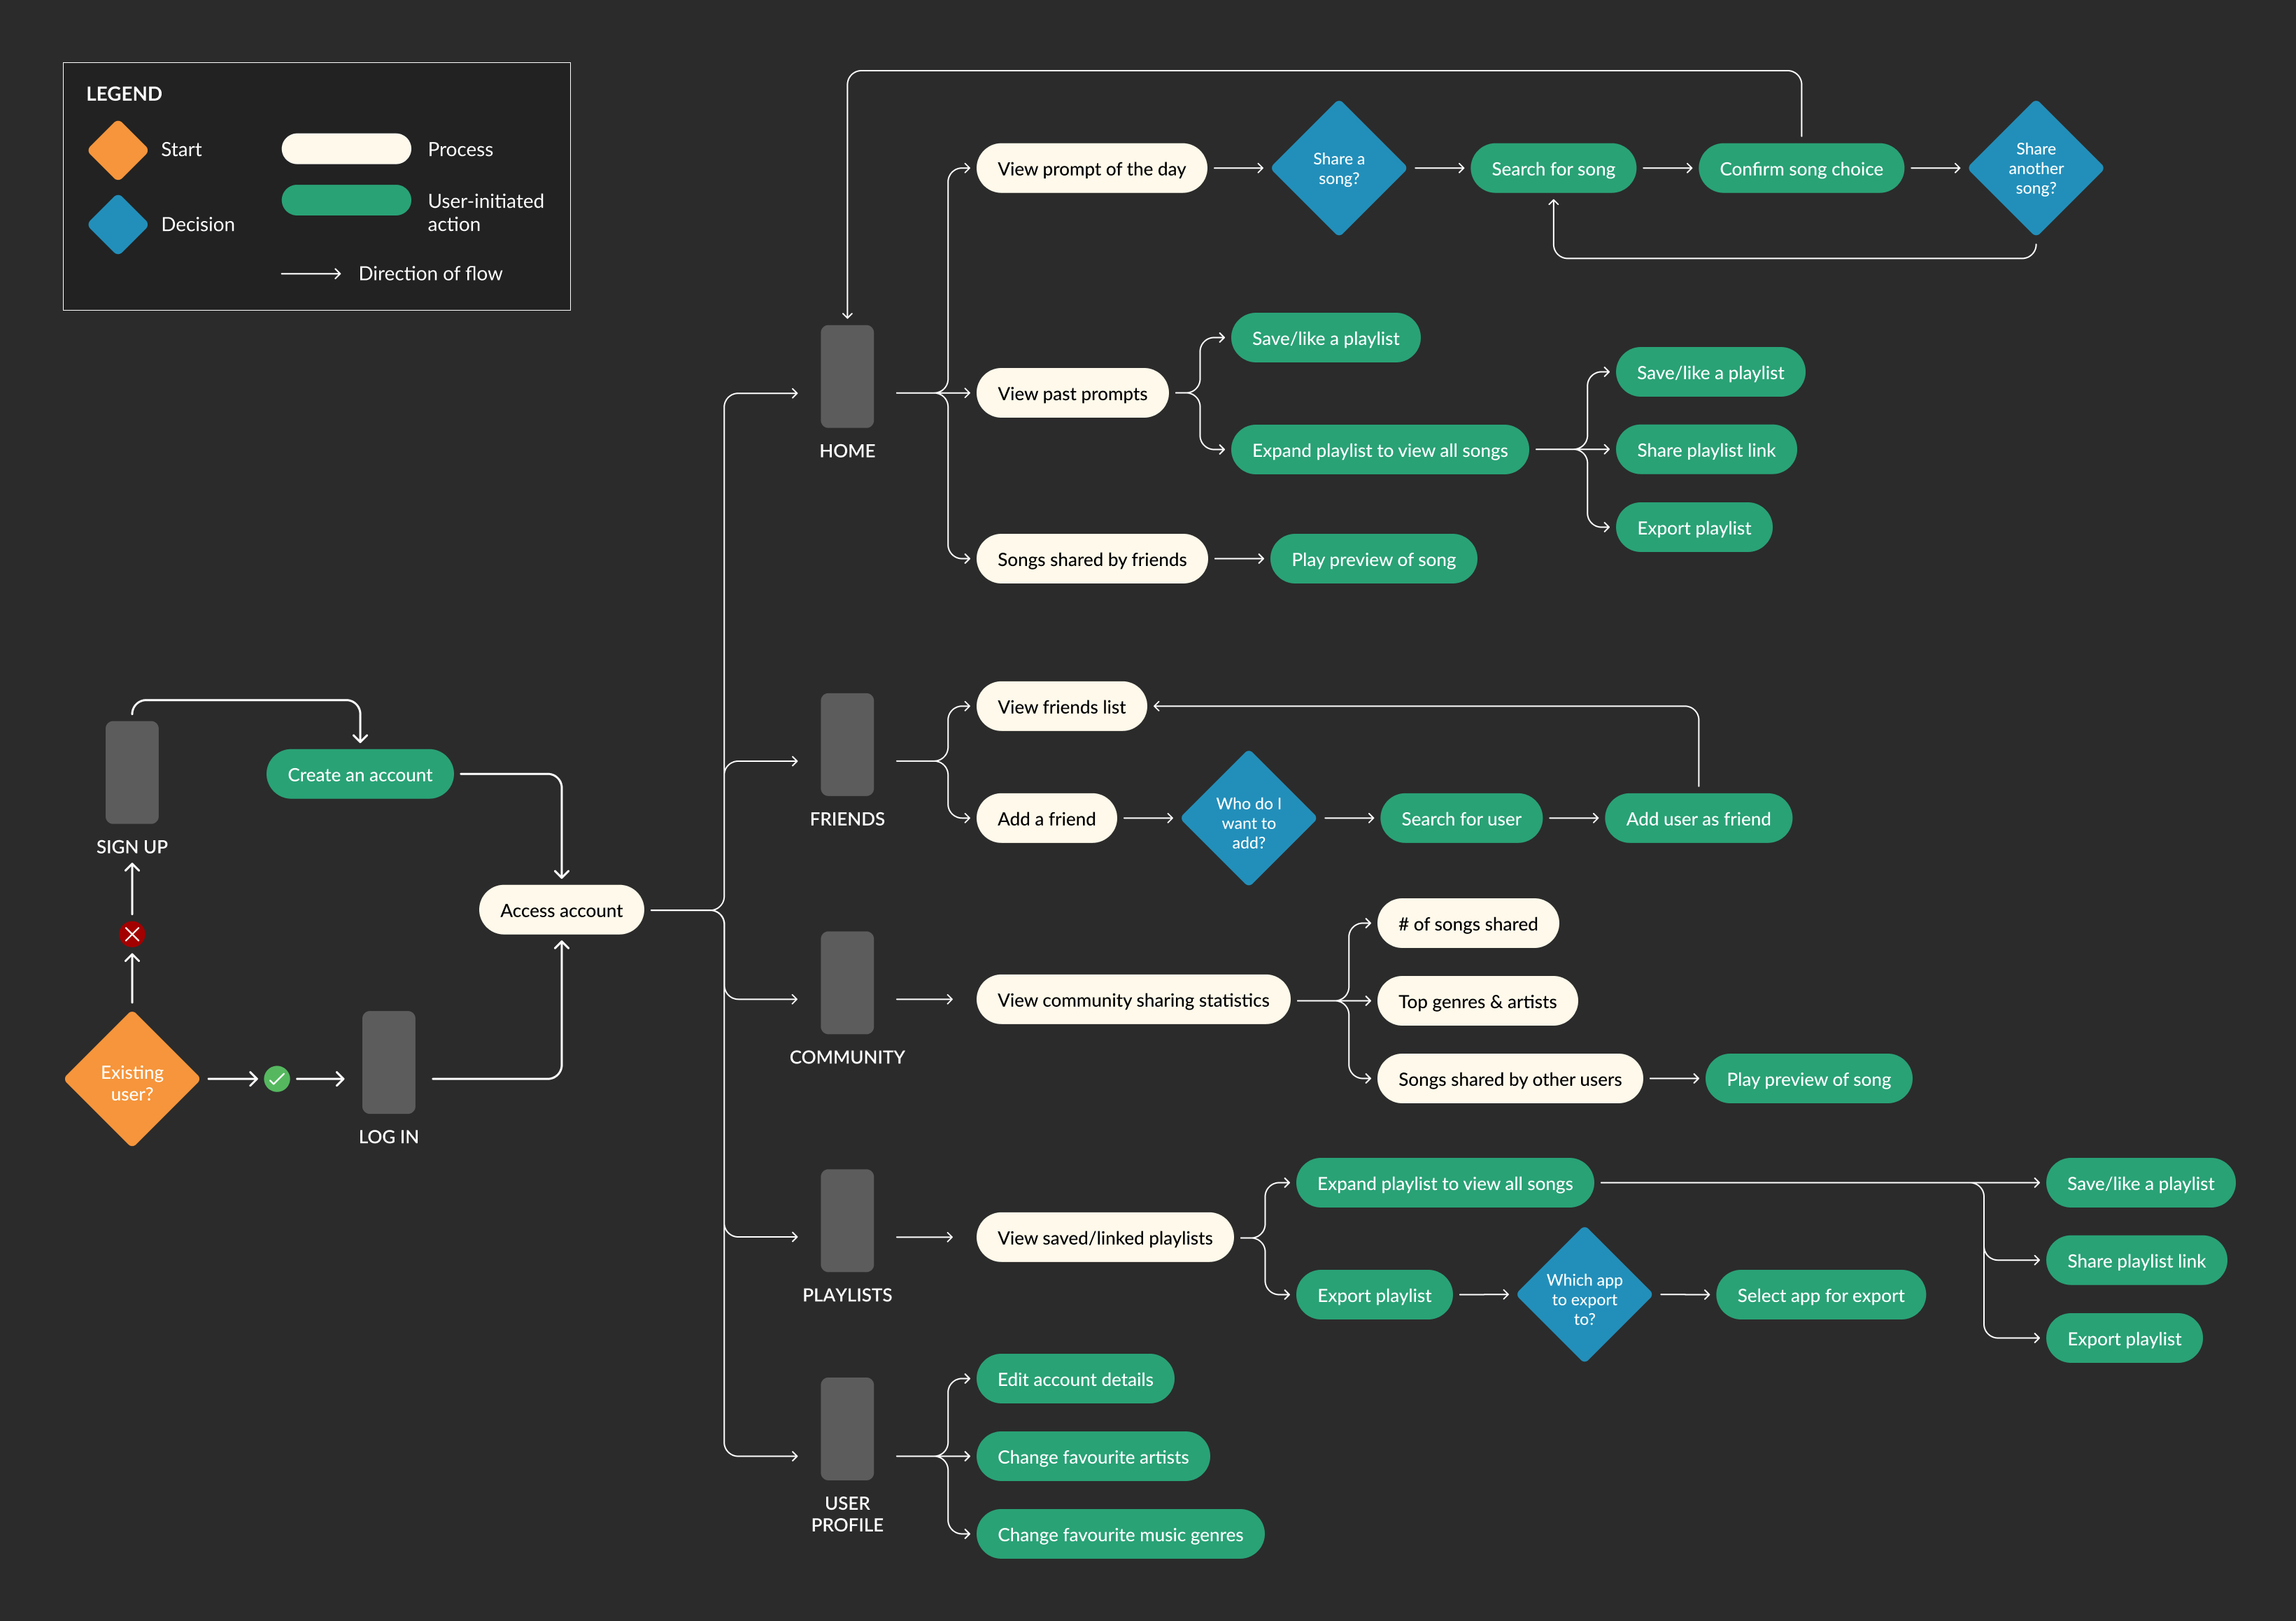 LEGEND
Start
Process
Decision
User-initiated
action
Direction of flow
View prompt of the day
Share a
song?
Search for song
Confirm song choice
Share
another
song?
HOME
View past prompts
Save/like a playlist
Expand playlist to view all songs
Save/like a playlist
Share playlist link
Export playlist
Songs shared by friends
Play preview of song
SIGN UP
Create an account
Existing
user?
LOG IN
Access account
FRIENDS
View friends list
Add a friend
Who do I
want to
add?
Search for user
Add user as friend
COMMUNITY
View community sharing statistics
# of songs shared
Top genres & artists
Songs shared by other users
Play preview of song
PLAYLISTS
View saved/linked playlists
Expand playlist to view all songs
Export playlist
Which app
to export
to?
Select app for export
Save/like a playlist
Share playlist link
Export playlist
USER
PROFILE
Edit account details
Change favourite artists
Change favourite music genres